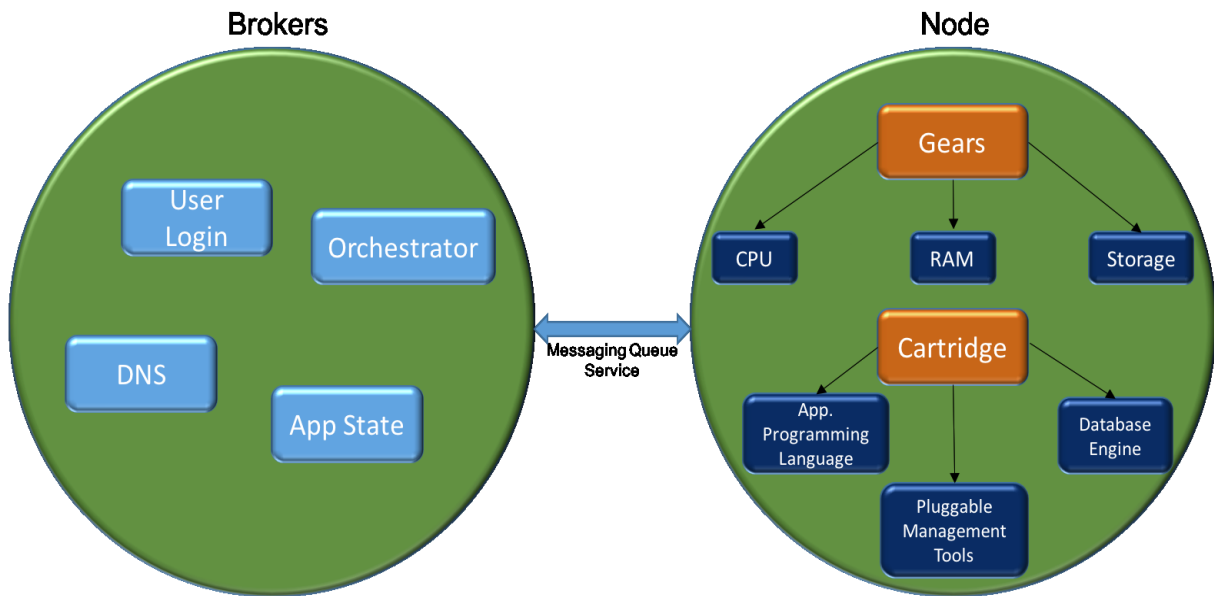 Brokers
User
Login
Orchestrator
DNS
App State
Messaging Queue
Service
Node
Gears
CPU
RAM
Storage
Cartridge
App.
Programming
Language
Database
Engine
Pluggable
Management
Tools